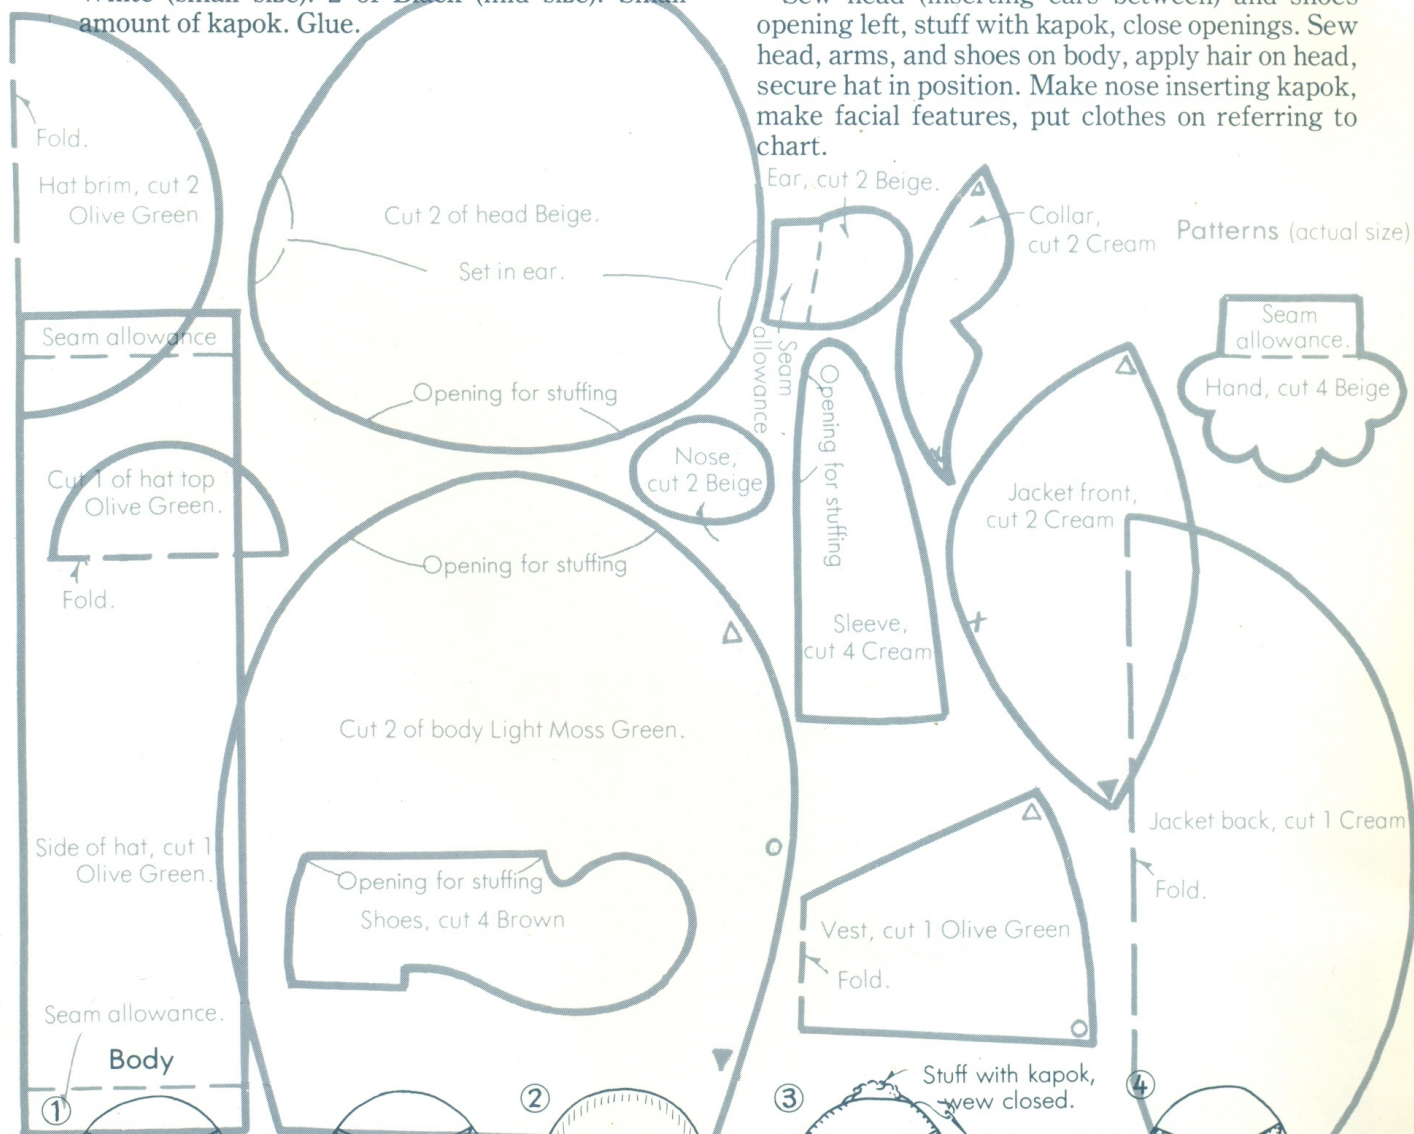 amount of kapok. Glue.
opening left, stuff with kapok, close openings. Sew
head, arms, and shoes on body, apply hair on head,
secure hat in position. Make nose inserting kapok,
make facial features, put clothes on referring to
chart.
Fold.
Hat brim, cut 2
Olive Green
Cut 2 of head Beige.
Set in ear.
Ear, cut 2 Beige.
Seam
allowance
Collar,
cut 2 Cream
Patterns (actual size)
Seam
allowance.
Hand, cut 4 Beige
Seam allowance
Opening for stuffing
Nose,
cut 2 Beige
Opening for stuffing
Sleeve,
cut 4 Cream
Jacket front,
cut 2 Cream
Cut 1 of hat top
Olive Green.
Fold.
Opening for stuffing
Cut 2 of body Light Moss Green.
Side of hat, cut 1
Olive Green.
Opening for stuffing
Shoes, cut 4 Brown
Vest, cut 1 Olive Green
Fold.
Jacket back, cut 1 Cream
Fold.
Seam allowance.
Body
①
②
③
Stuff with kapok,
wew closed.
④